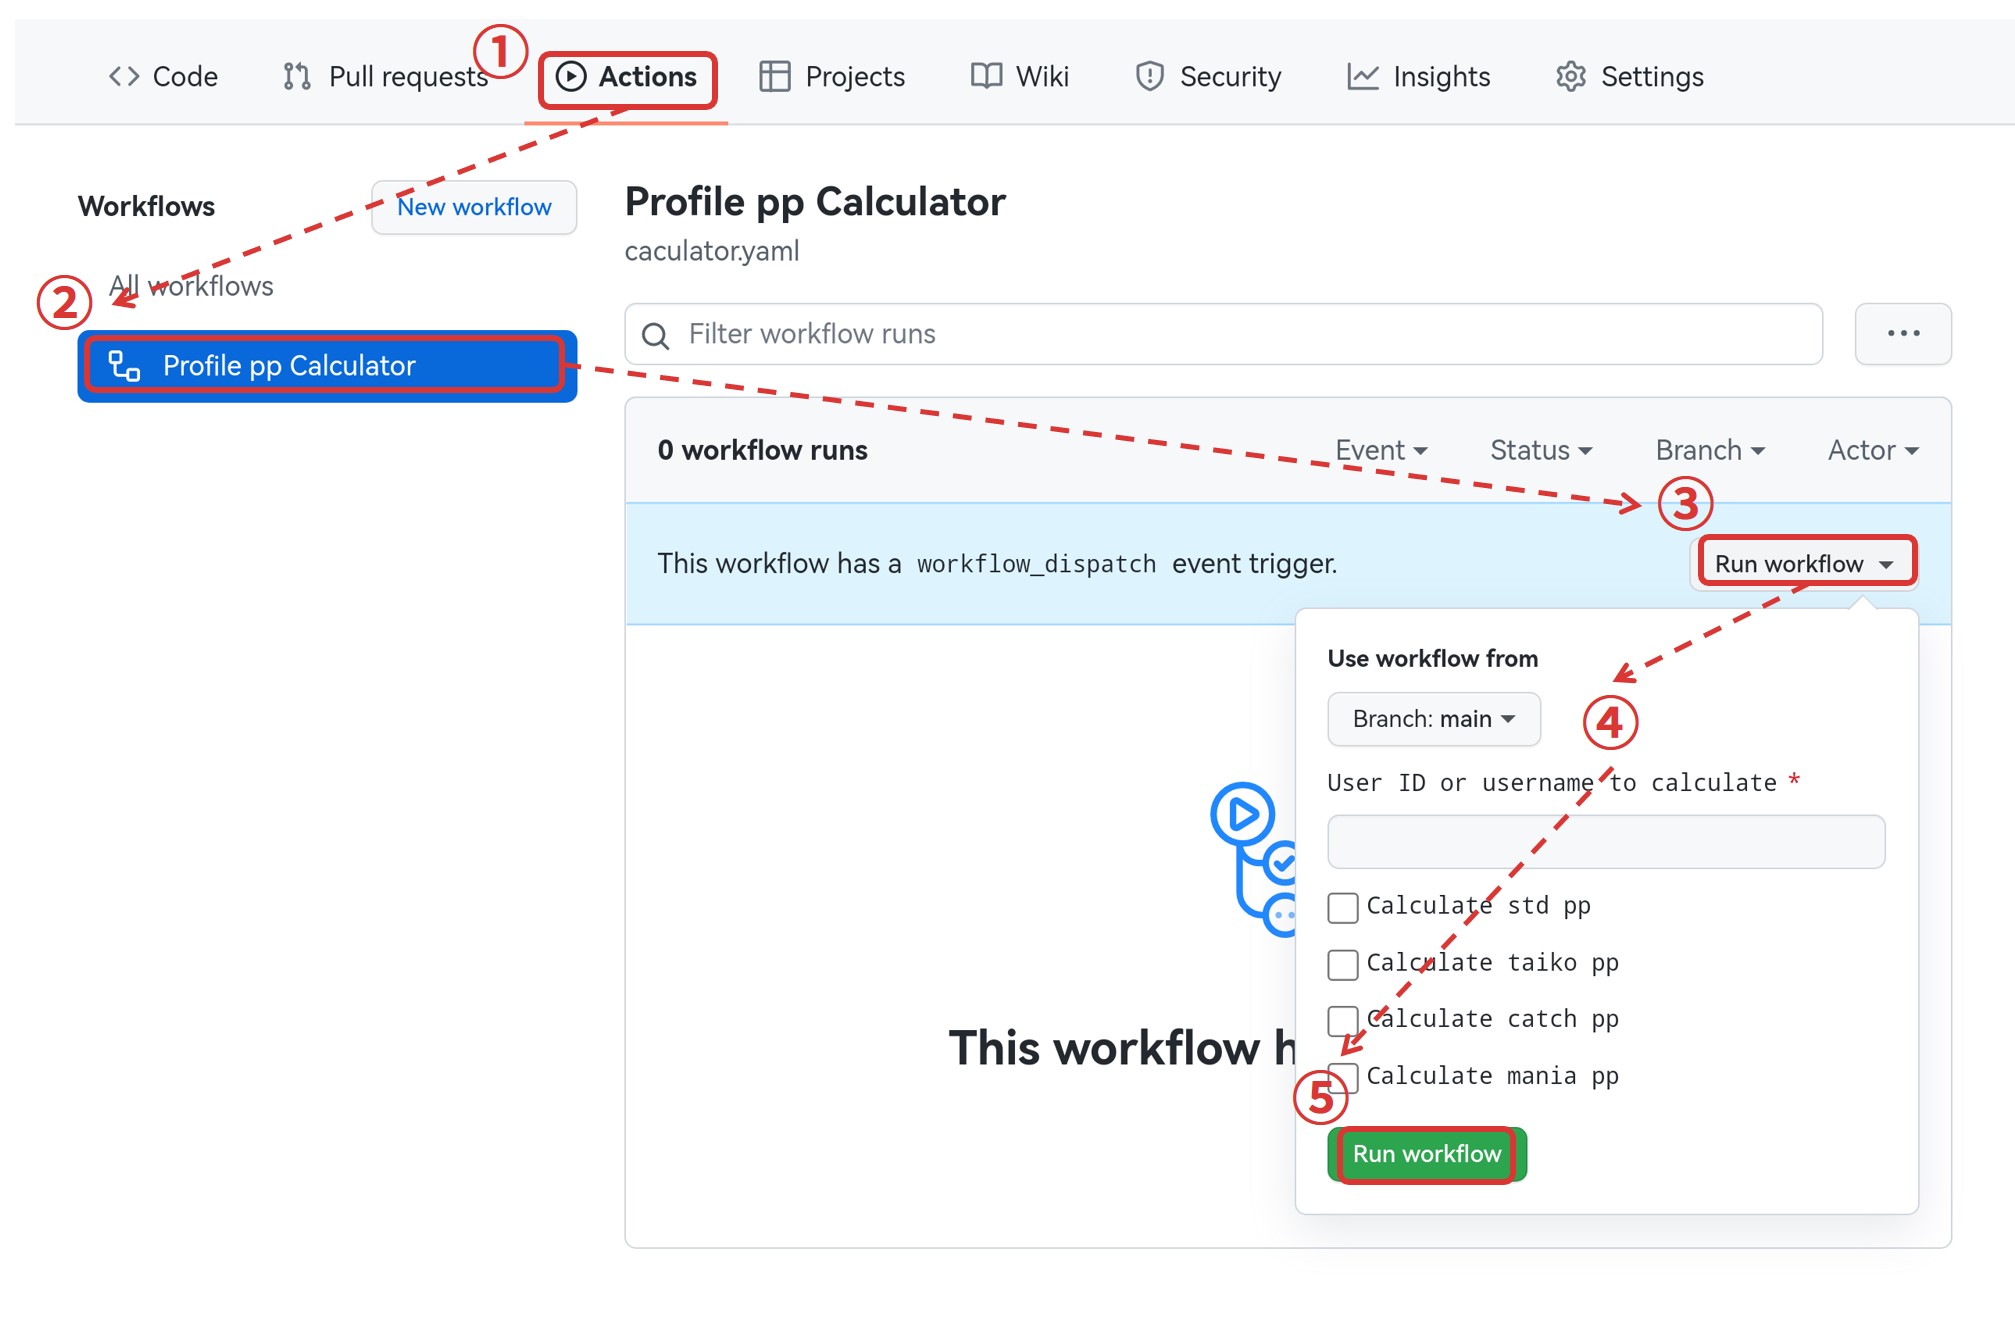 Code Pull requests ① Actions Projects Wiki Security Insights Settings
Workflows New workflow
All workflows
②
Profile pp Calculator
Profile pp Calculator
caculator.yaml
Filter workflow runs ...
0 workflow runs Event Status Branch Actor
③
This workflow has a workflow_dispatch event trigger. Run workflow
Use workflow from
Branch: main ④
User ID or username to calculate *
Calculate std pp
Calculate taiko pp
Calculate catch pp
Calculate mania pp
⑤
Run workflow
This workflow h